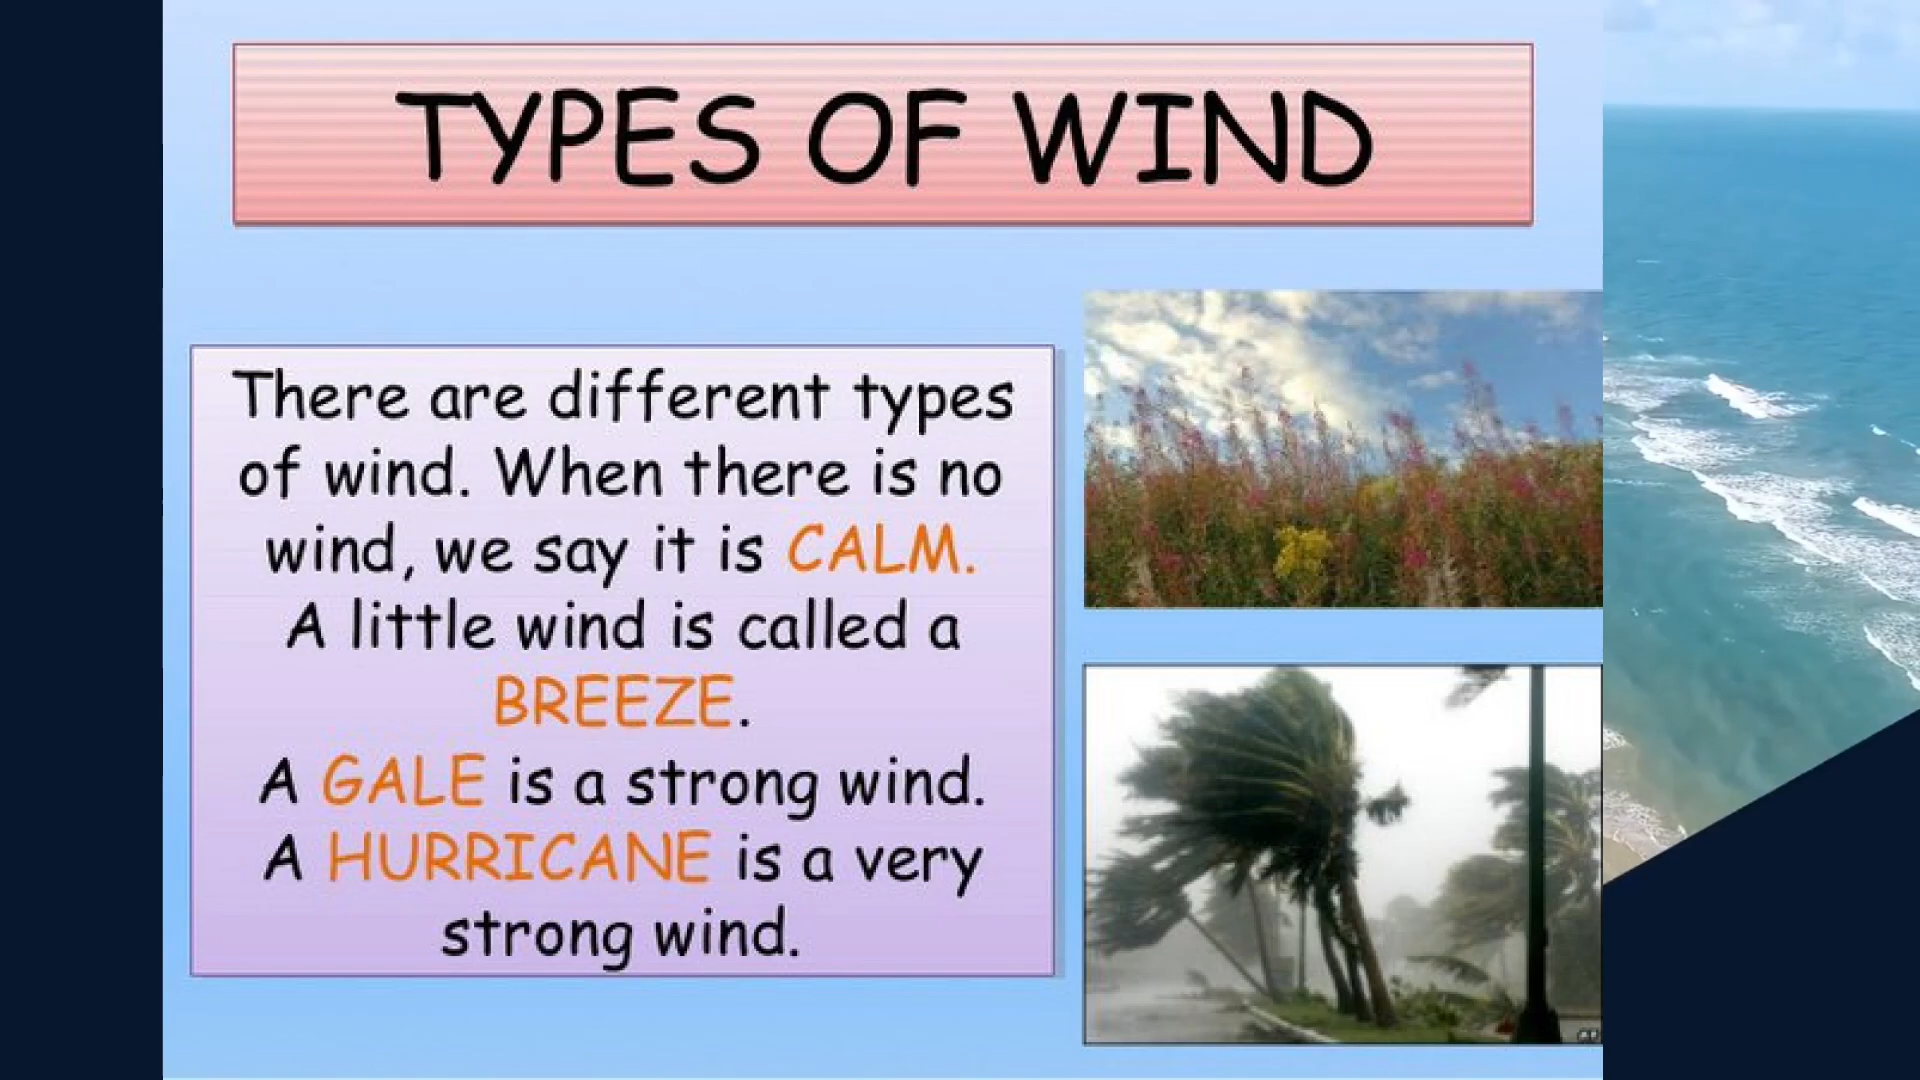 TYPES OF WIND
There are different types
of wind. When there is no
wind, we say it is CALM.
A little wind is called a
BREEZE.
A GALE is a strong wind.
A HURRICANE is a very
strong wind.